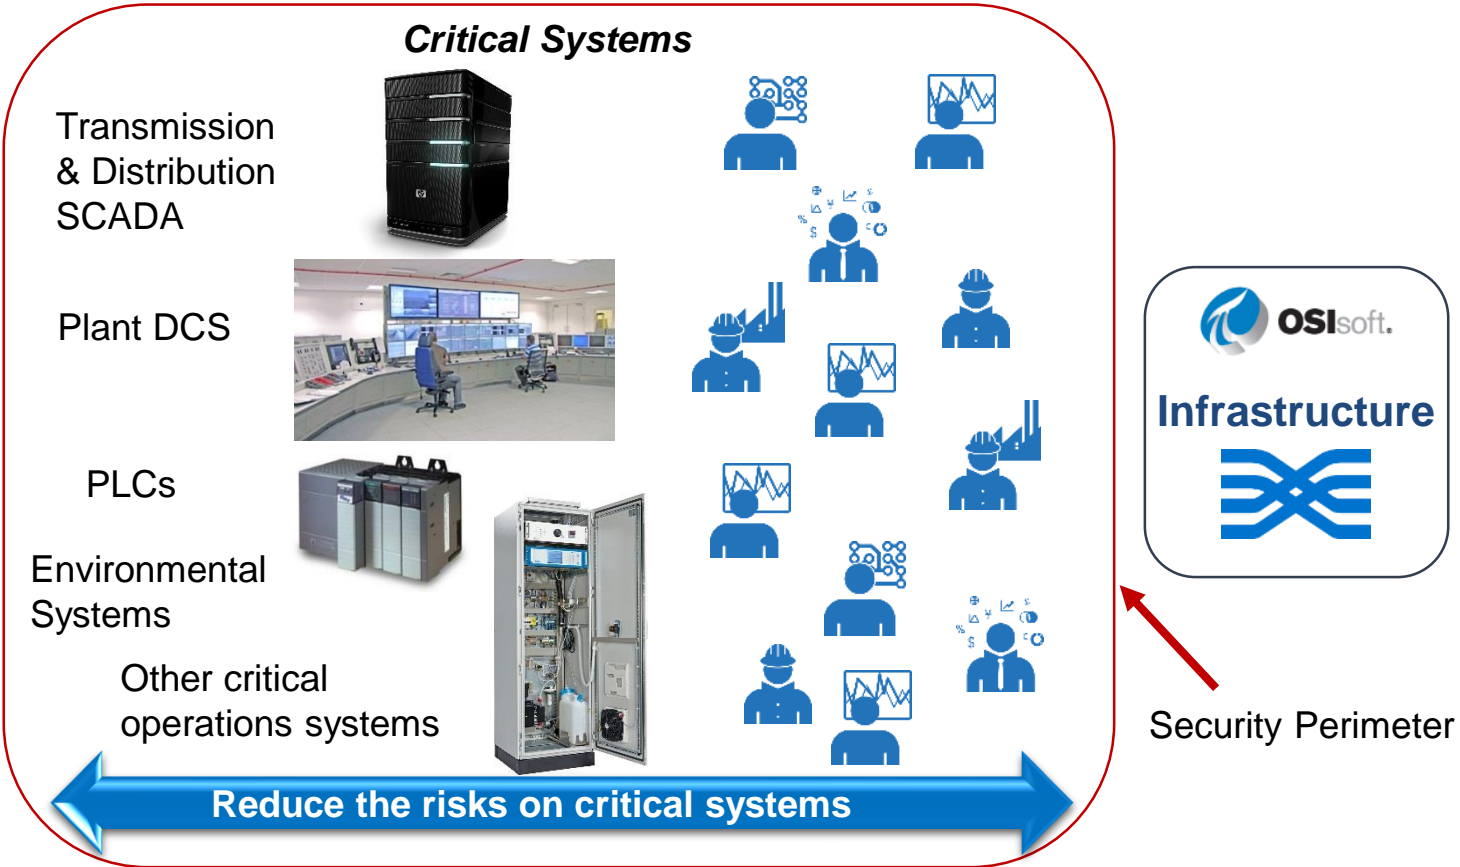 Critical Systems
Transmission
& Distribution
SCADA
Plant DCS
PLCs
Environmental
Systems
Other critical
operations systems
Reduce the risks on critical systems
OSIsoft.
Infrastructure
Security Perimeter